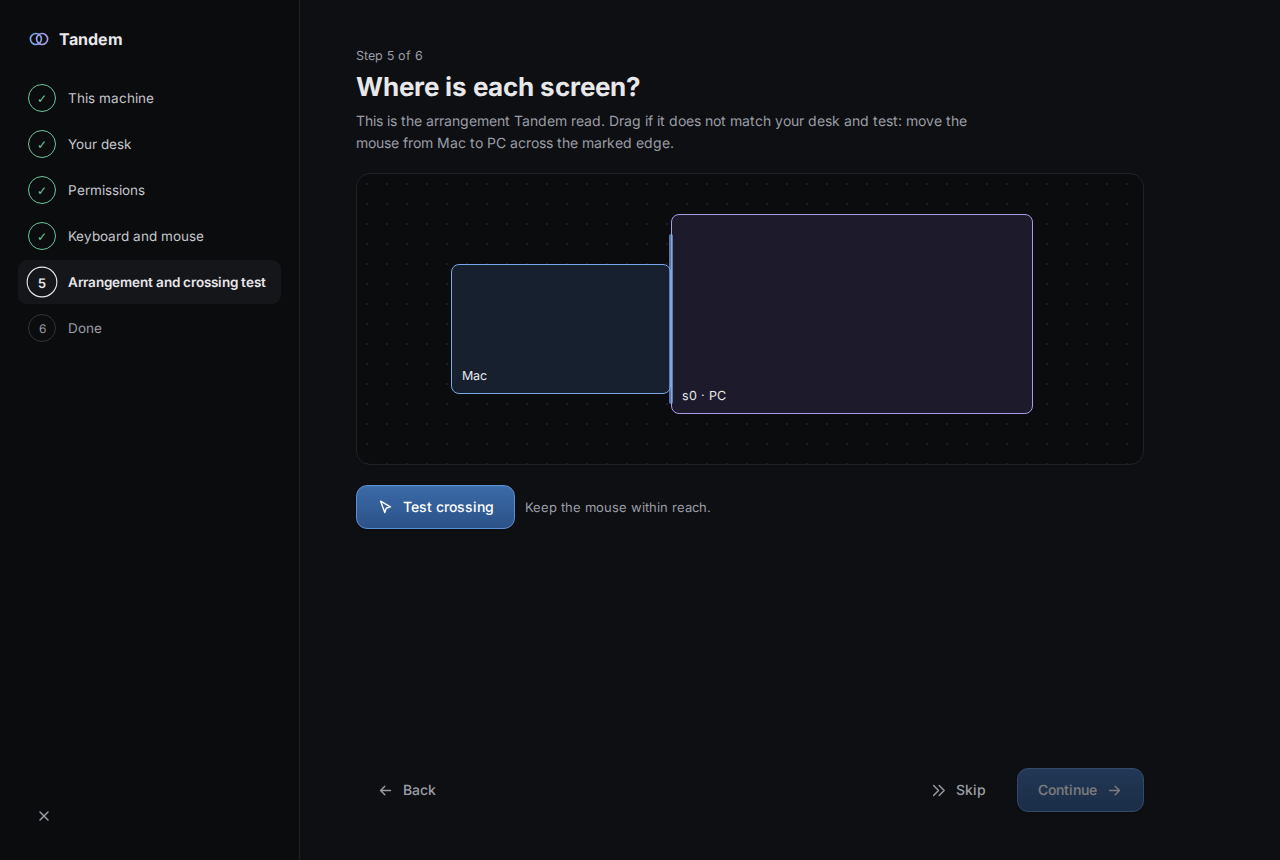 Tandem
✓ This machine
✓ Your desk
✓ Permissions
✓ Keyboard and mouse
5 Arrangement and crossing test
6 Done
Step 5 of 6
Where is each screen?
This is the arrangement Tandem read. Drag if it does not match your desk and test: move the
mouse from Mac to PC across the marked edge.
Mac
s0 · PC
Test crossing
Keep the mouse within reach.
Back
Skip
Continue